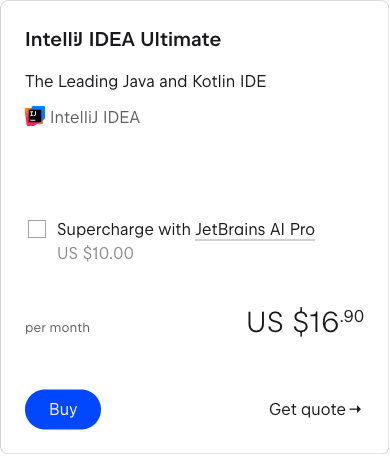 IntelliJ IDEA Ultimate
The Leading Java and Kotlin IDE
IJ IntelliJ IDEA
Supercharge with JetBrains AI Pro
US $10.00
per month US $16.90
Buy Get quote →